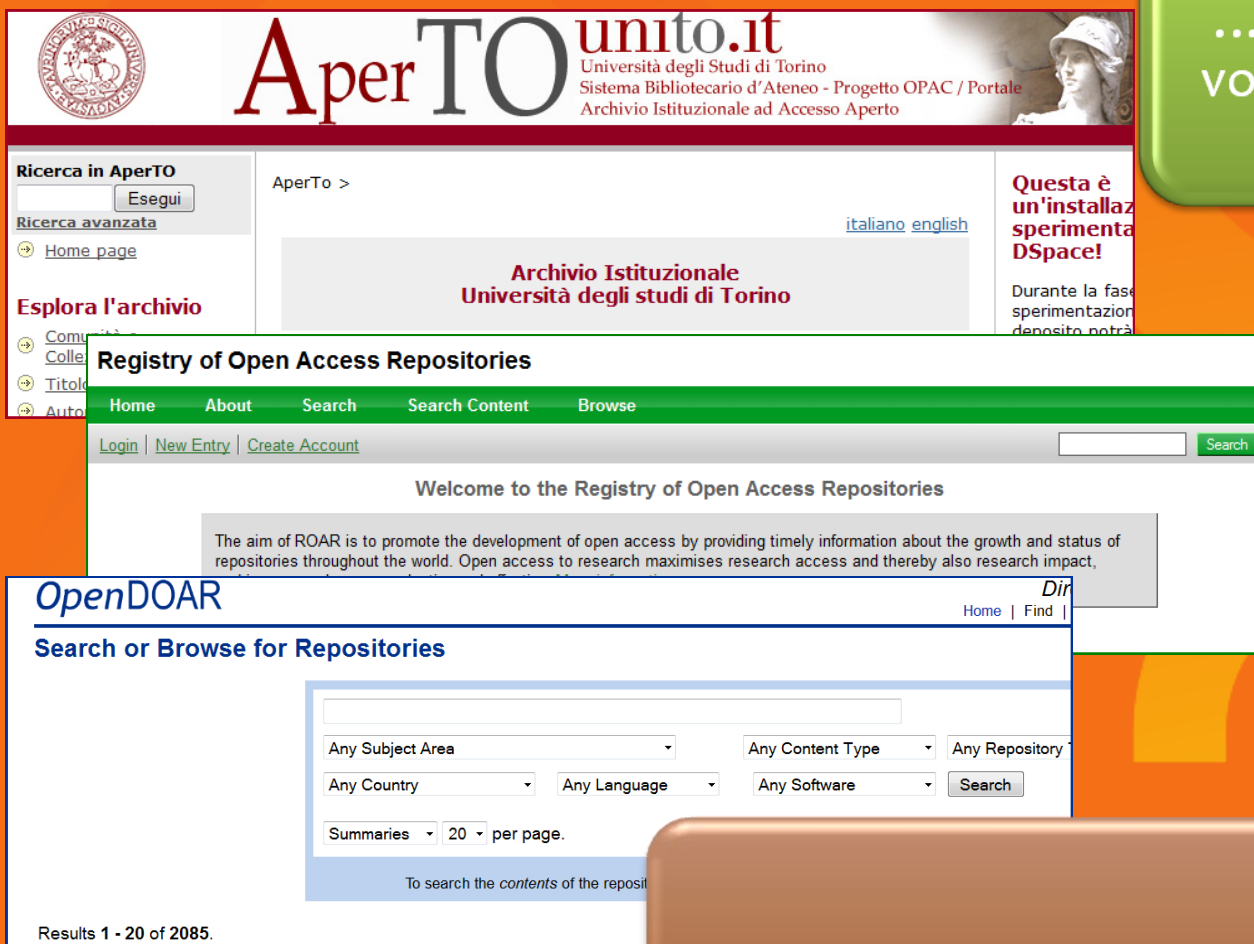 AperTO unito.it
Università degli Studi di Torino
Sistema Bibliotecario d'Ateneo - Progetto OPAC / Portale
Archivio Istituzionale ad Accesso Aperto
...
Ricerca in AperTO
Esegui
Ricerca avanzata
Home page
Esplora l'archivio
AperTo >
italiano english
Archivio Istituzionale
Università degli studi di Torino
Questa è
DSpace!
Durante la
Registry of Open Access Repositories
Home About Search Search Content Browse
Login | New Entry | Create Account
Search
Welcome to the Registry of Open Access Repositories
The aim of ROAR is to promote the development of open access by providing timely information about the growth and status of
repositories throughout the world. Open access to research maximises research access and thereby also research impact,
OpenDOAR
Home | Find |
Search or Browse for Repositories
Any Subject Area Any Content Type Any Repository
Any Country Any Language Any Software Search
Summaries 20 per page.
To search the contents of the
Results 1 - 20 of 2085.